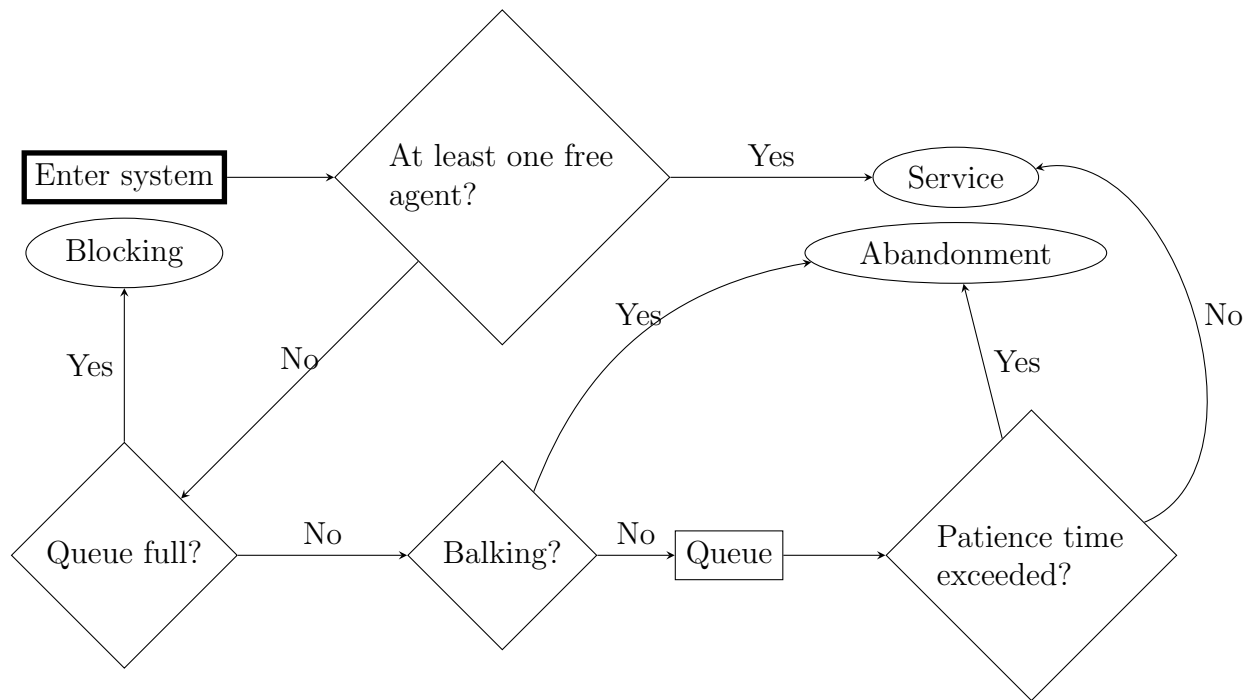 Enter system
At least one free
agent?
Yes
Service
Blocking
Abandonment
Yes
No
Yes
Yes
No
Queue full?
No
Balking?
No
Queue
Patience time
exceeded?